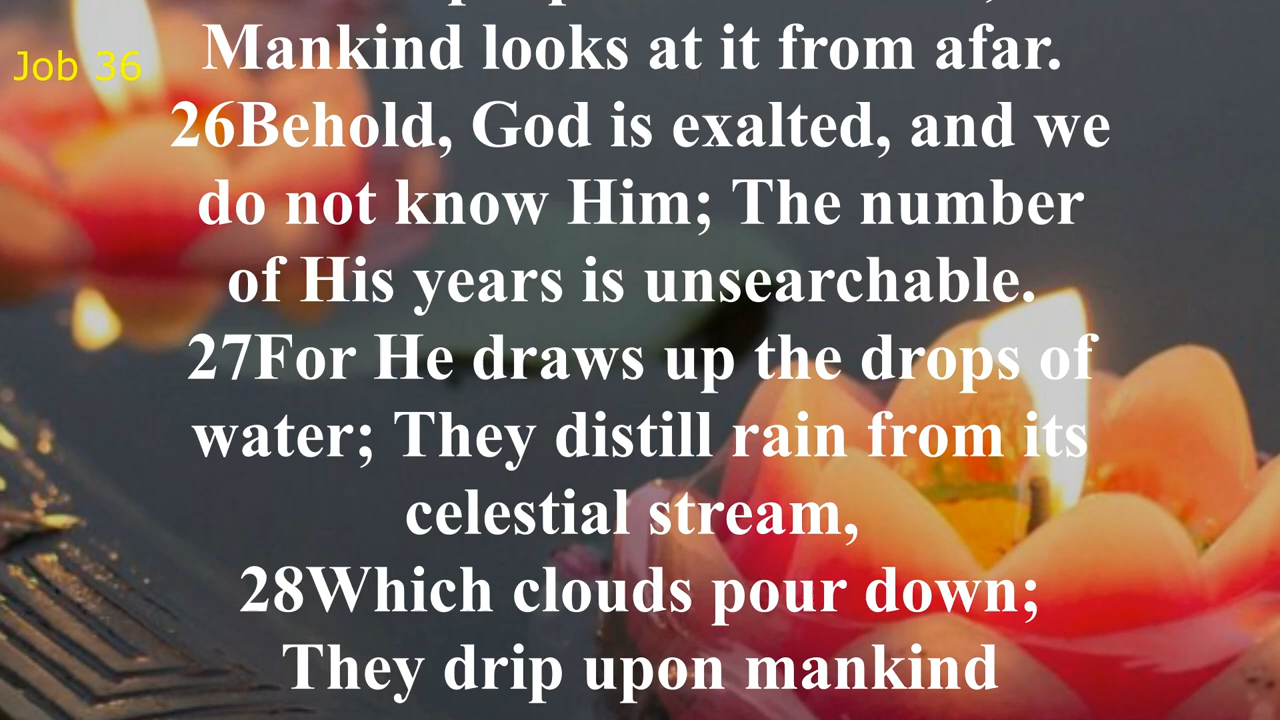 Job 36
Mankind looks at it from afar.
26Behold, God is exalted, and we
do not know Him; The number
of His years is unsearchable.
27For He draws up the drops of
water; They distill rain from its
celestial stream,
28Which clouds pour down;
They drip upon mankind